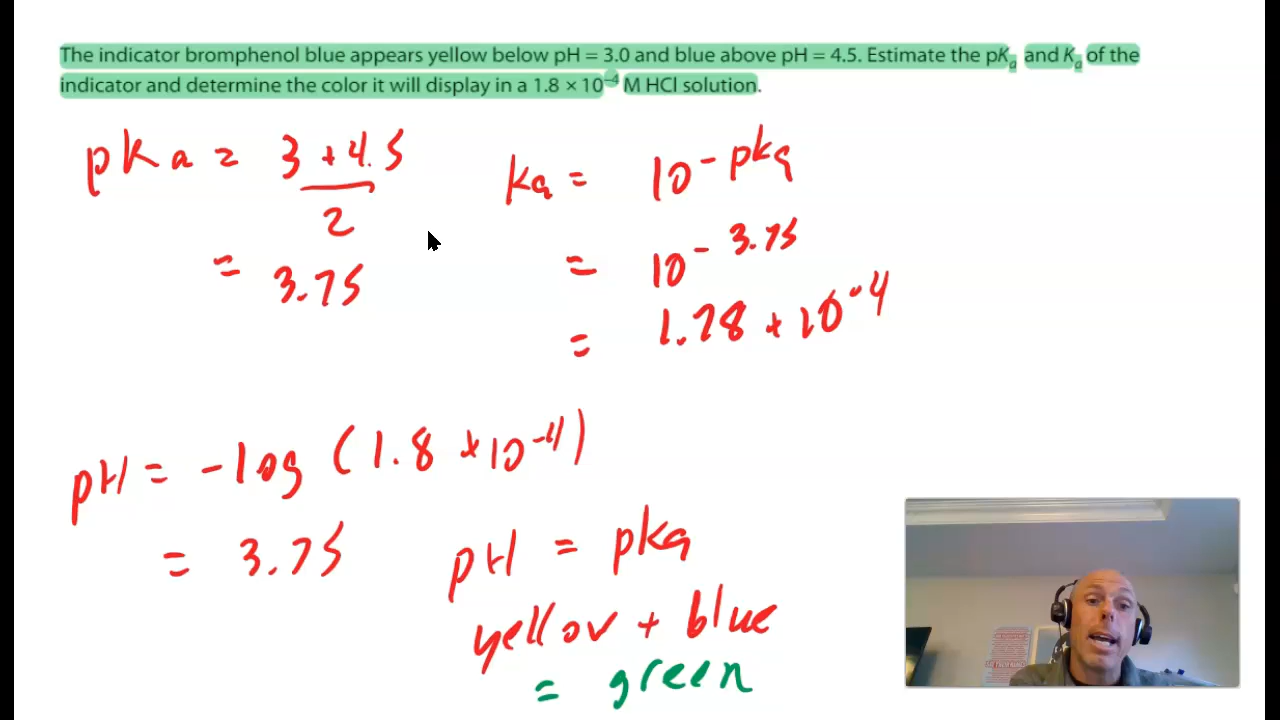 The indicator bromphenol blue appears yellow below pH = 3.0 and blue above pH = 4.5. Estimate the pKₐ and Kₐ of the
indicator and determine the color it will display in a 1.8 × 10⁻⁴ M HCl solution.
pKa = 3 + 4.5
2
= 3.75
ka = 10^-pka
= 10^-3.75
= 1.78 * 10^-4
pH = -log (1.8 * 10^-4)
= 3.75
pH = pka
yellow + blue
= green